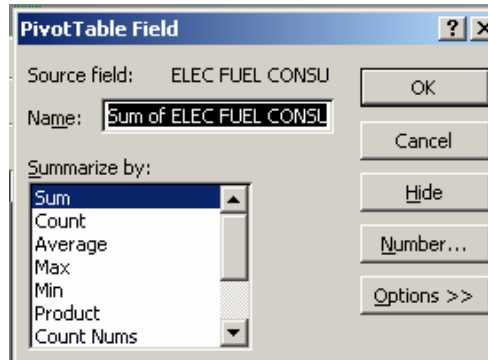 PivotTable Field
Source field: ELEC FUEL CONSU
Name: Sum of ELEC FUEL CONSU
Summarize by:
Sum
Count
Average
Max
Min
Product
Count Nums
OK
Cancel
Hide
Number...
Options >>